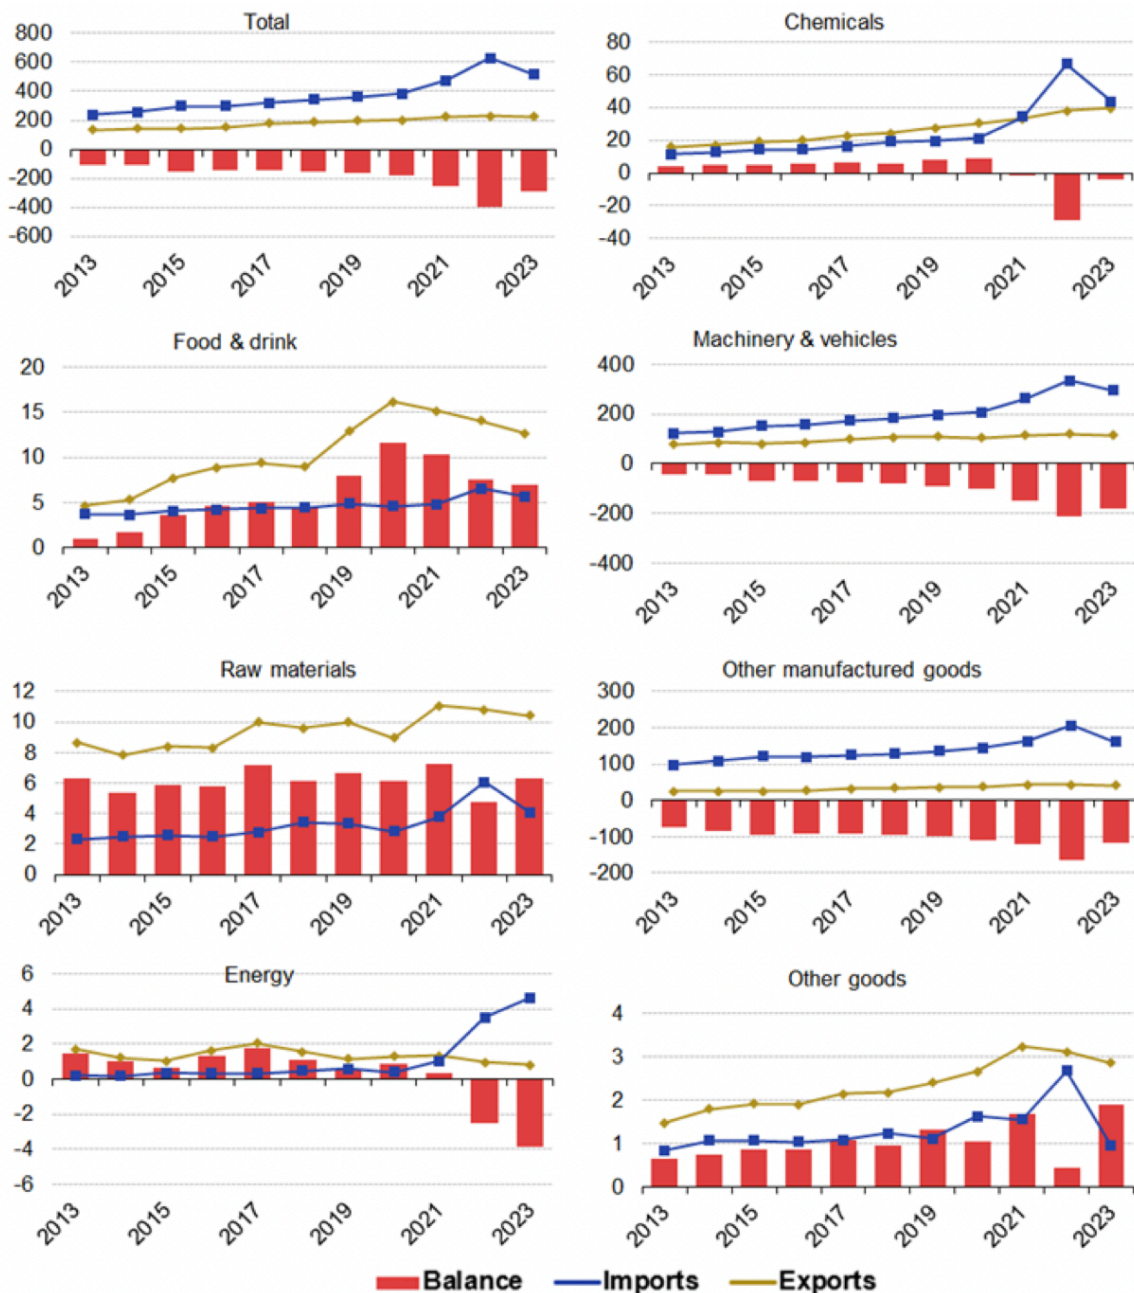 Total
800
600
400
200
0
-200
-400
-600
2013 2015 2017 2019 2021 2023
Chemicals
80
60
40
20
0
-20
-40
2013 2015 2017 2019 2021 2023
Food & drink
20
15
10
5
0
2013 2015 2017 2019 2021 2023
Machinery & vehicles
400
200
0
-200
-400
2013 2015 2017 2019 2021 2023
Raw materials
12
10
8
6
4
2
0
2013 2015 2017 2019 2021 2023
Other manufactured goods
300
200
100
0
-100
-200
2013 2015 2017 2019 2021 2023
Energy
6
4
2
0
-2
-4
-6
2013 2015 2017 2019 2021 2023
Other goods
4
3
2
1
0
2013 2015 2017 2019 2021 2023
Balance Imports Exports